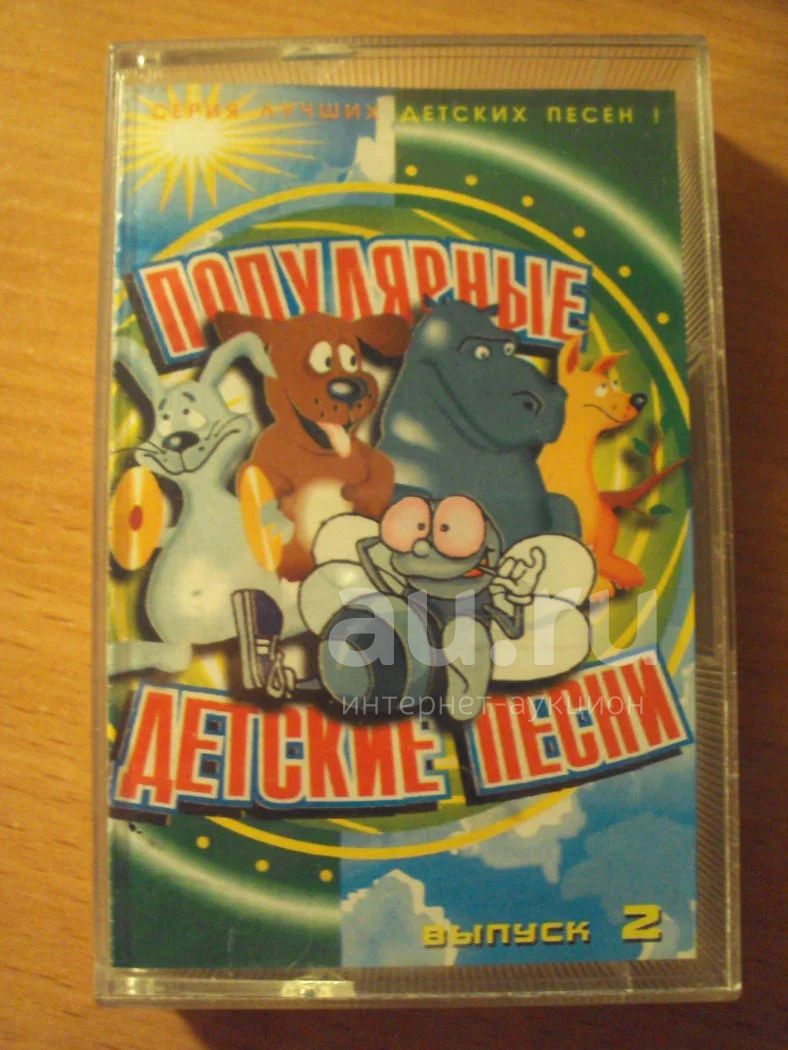 СЕРИЯ ЛУЧШИХ ДЕТСКИХ ПЕСЕН !
ПОПУЛЯРНЫЕ
au.ru
интернет-аукцион
ДЕТСКИЕ ПЕСНИ
ВЫПУСК 2